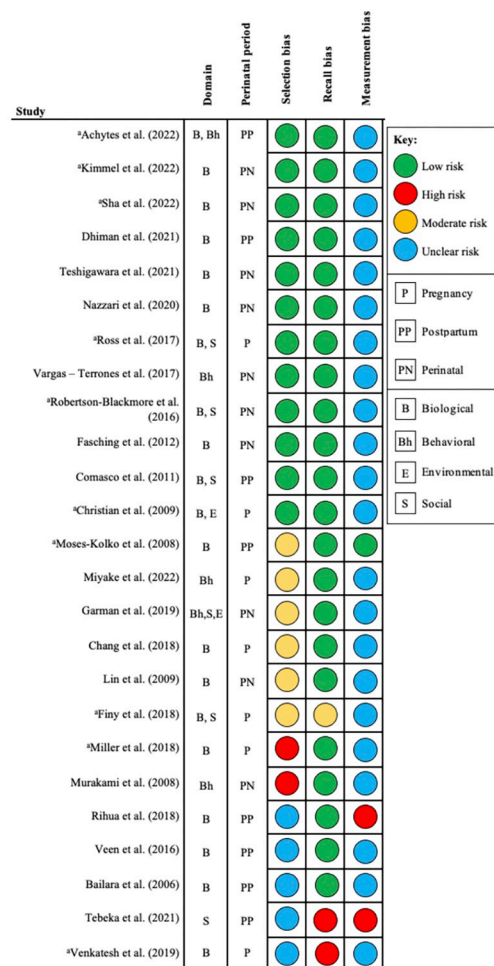 Study Domain Perinatal period Selection bias Recall bias Measurement bias
ᵃAchytes et al. (2022) B, Bh PP
ᵃKimmel et al. (2022) B PN
ᵃSha et al. (2022) B PN
Dhiman et al. (2021) B PP
Teshigawara et al. (2021) B PN
Nazzari et al. (2020) B PN
ᵃRoss et al. (2017) B, S P
Vargas – Terrones et al. (2017) Bh PN
ᵃRobertson-Blackmore et al.
(2016) B, S PN
Fasching et al. (2012) B PN
Comasco et al. (2011) B, S PP
ᵃChristian et al. (2009) B, E P
ᵃMoses-Kolko et al. (2008) B PP
Miyake et al. (2022) Bh P
Garman et al. (2019) Bh,S,E PN
Chang et al. (2018) B P
Lin et al. (2009) B PN
ᵃFiny et al. (2018) B, S P
ᵃMiller et al. (2018) B P
Murakami et al. (2008) Bh PN
Rihua et al. (2018) B PP
Veen et al. (2016) B PP
Bailara et al. (2006) B PP
Tebeka et al. (2021) S PP
ᵃVenkatesh et al. (2019) B P
Key:
Low risk
High risk
Moderate risk
Unclear risk
P Pregnancy
PP Postpartum
PN Perinatal
B Biological
Bh Behavioral
E Environmental
S Social